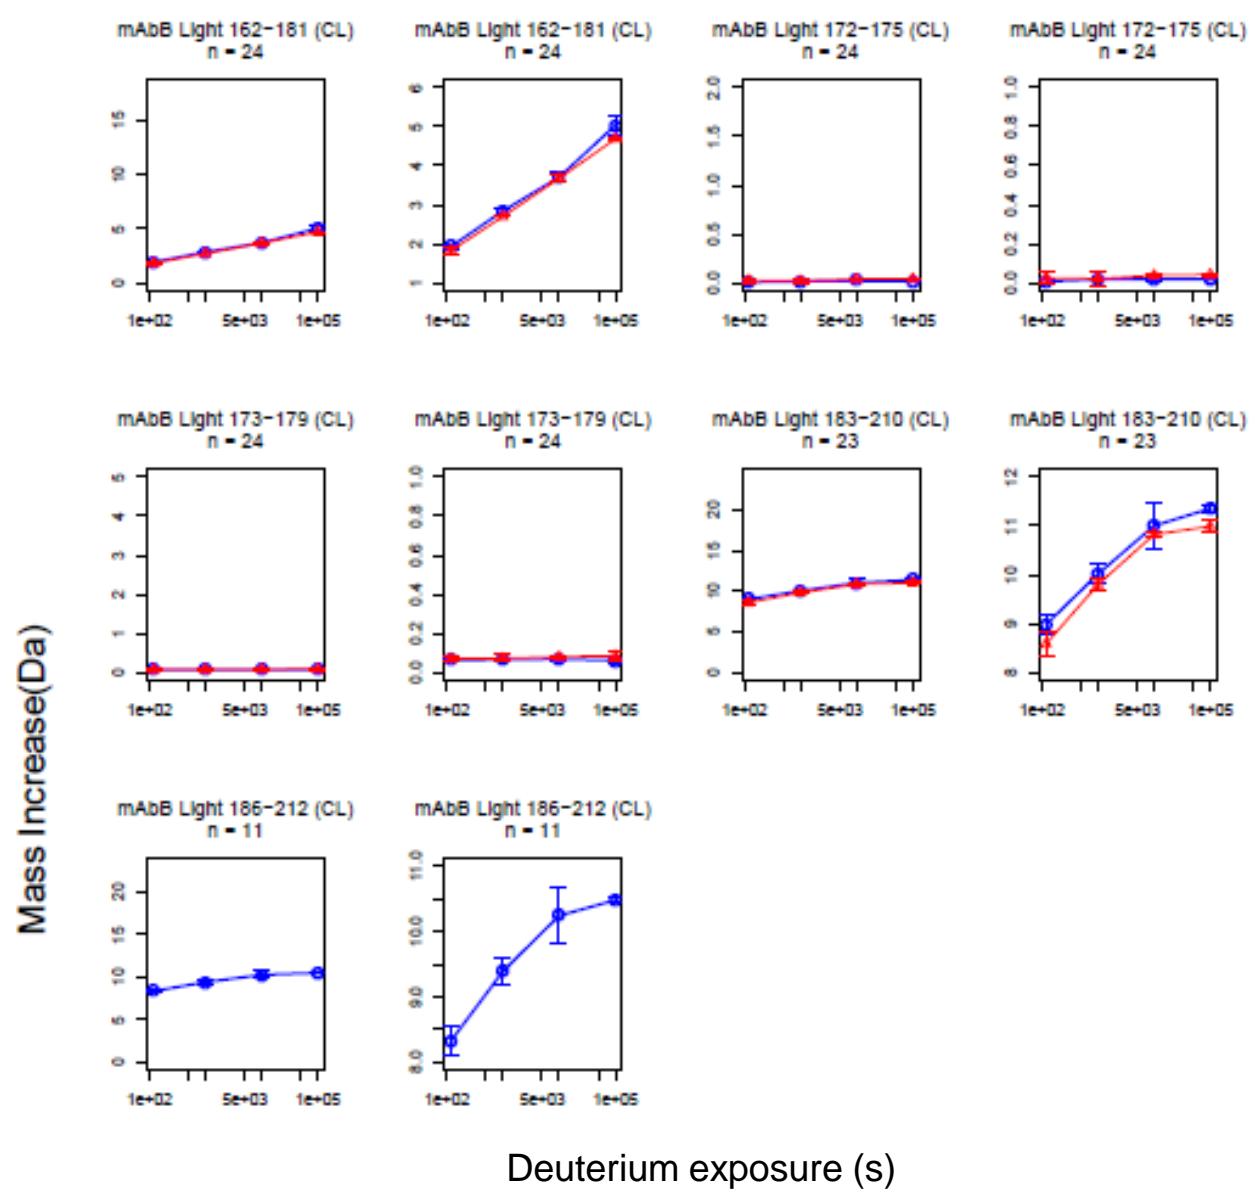 mAbB Light 162−181 (CL)
n = 24
mAbB Light 162−181 (CL)
n = 24
mAbB Light 172−175 (CL)
n = 24
mAbB Light 172−175 (CL)
n = 24
15
10
5
0
6
5
4
3
2
1
2.0
1.5
1.0
0.5
0.0
1.0
0.8
0.6
0.4
0.2
0.0
1e+02 5e+03 1e+05
1e+02 5e+03 1e+05
1e+02 5e+03 1e+05
1e+02 5e+03 1e+05
mAbB Light 173−179 (CL)
n = 24
mAbB Light 173−179 (CL)
n = 24
mAbB Light 183−210 (CL)
n = 23
mAbB Light 183−210 (CL)
n = 23
5
4
3
2
1
0
1.0
0.8
0.6
0.4
0.2
0.0
20
15
10
5
0
12
11
10
9
8
1e+02 5e+03 1e+05
1e+02 5e+03 1e+05
1e+02 5e+03 1e+05
1e+02 5e+03 1e+05
Mass Increase(Da)
mAbB Light 186−212 (CL)
n = 11
mAbB Light 186−212 (CL)
n = 11
20
15
10
5
0
11.0
10.0
9.0
8.0
1e+02 5e+03 1e+05
1e+02 5e+03 1e+05
Deuterium exposure (s)